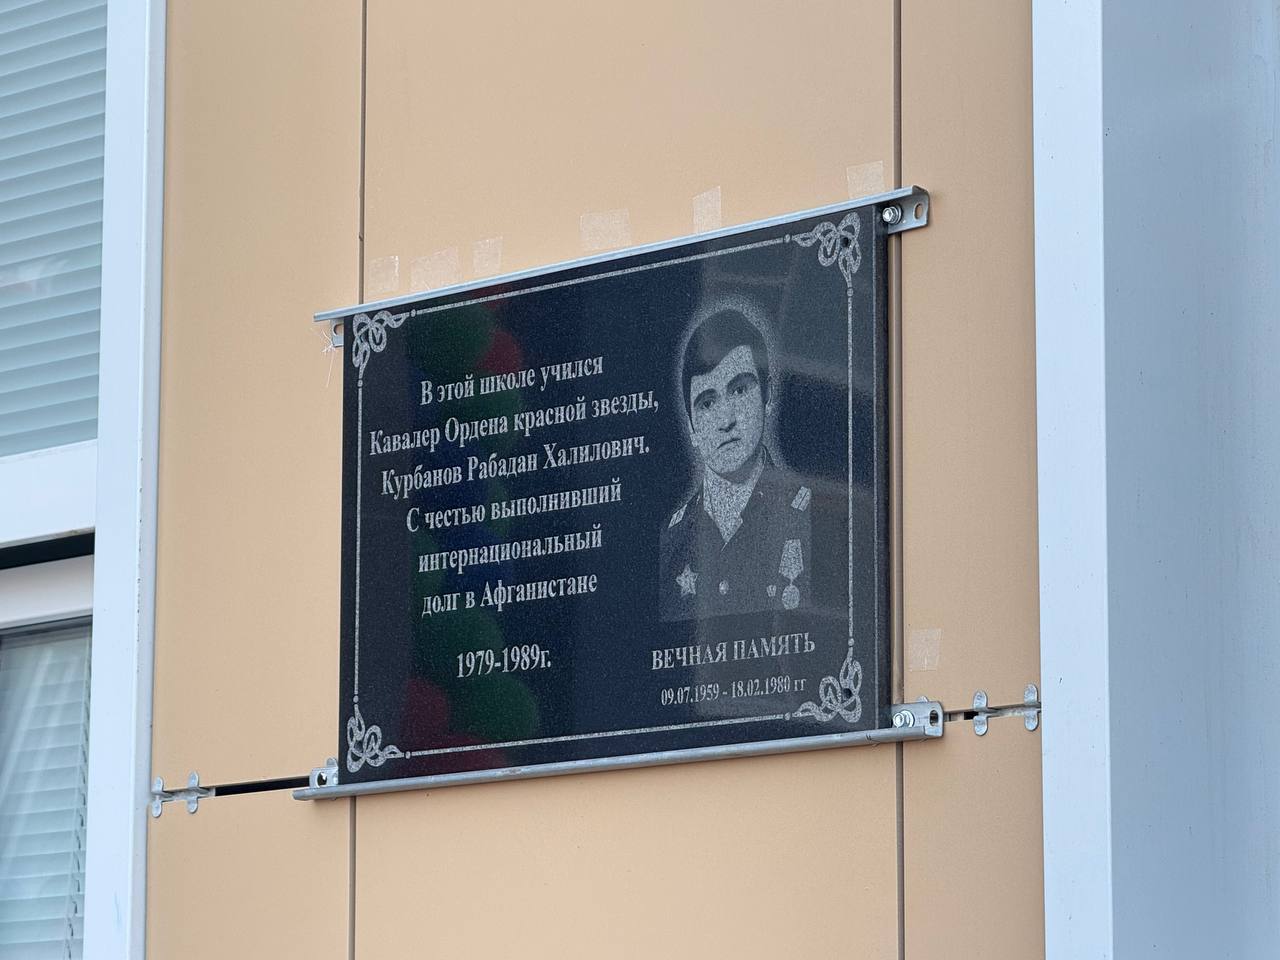 В этой школе учился
Кавалер Ордена красной звезды,
Курбанов Рабадан Халилович.
С честью выполнивший
интернациональный
долг в Афганистане
1979-1989г.
ВЕЧНАЯ ПАМЯТЬ
09.07.1959 - 18.02.1980 гг